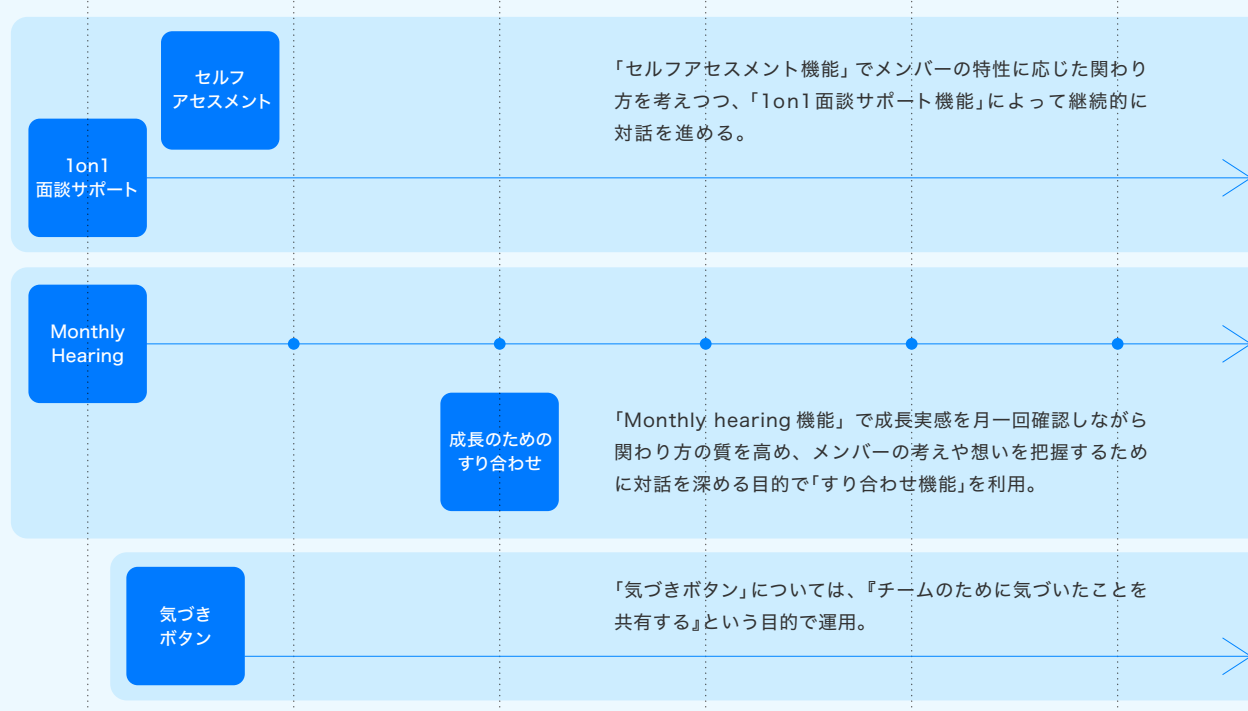 セルフ
アセスメント
1on1
面談サポート
「セルフアセスメント機能」でメンバーの特性に応じた関わり
方を考えつつ、「1on1面談サポート機能」によって継続的に
対話を進める。
Monthly
Hearing
成長のための
すり合わせ
「Monthly hearing 機能」で成長実感を月一回確認しながら
関わり方の質を高め、メンバーの考えや想いを把握するため
に対話を深める目的で「すり合わせ機能」を利用。
気づき
ボタン
「気づきボタン」については、『チームのために気づいたことを
共有する』という目的で運用。